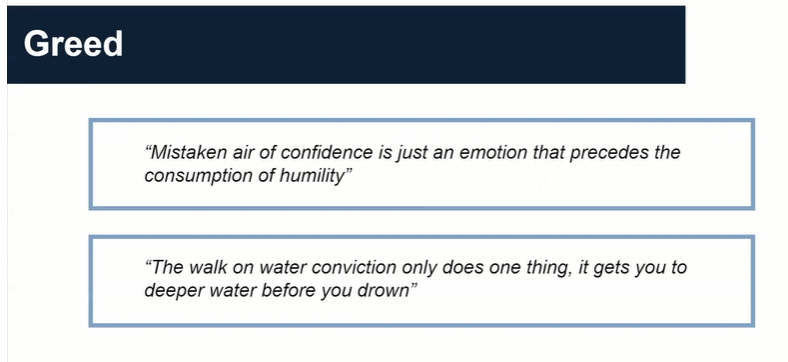 Greed
“Mistaken air of confidence is just an emotion that precedes the
consumption of humility”
“The walk on water conviction only does one thing, it gets you to
deeper water before you drown”